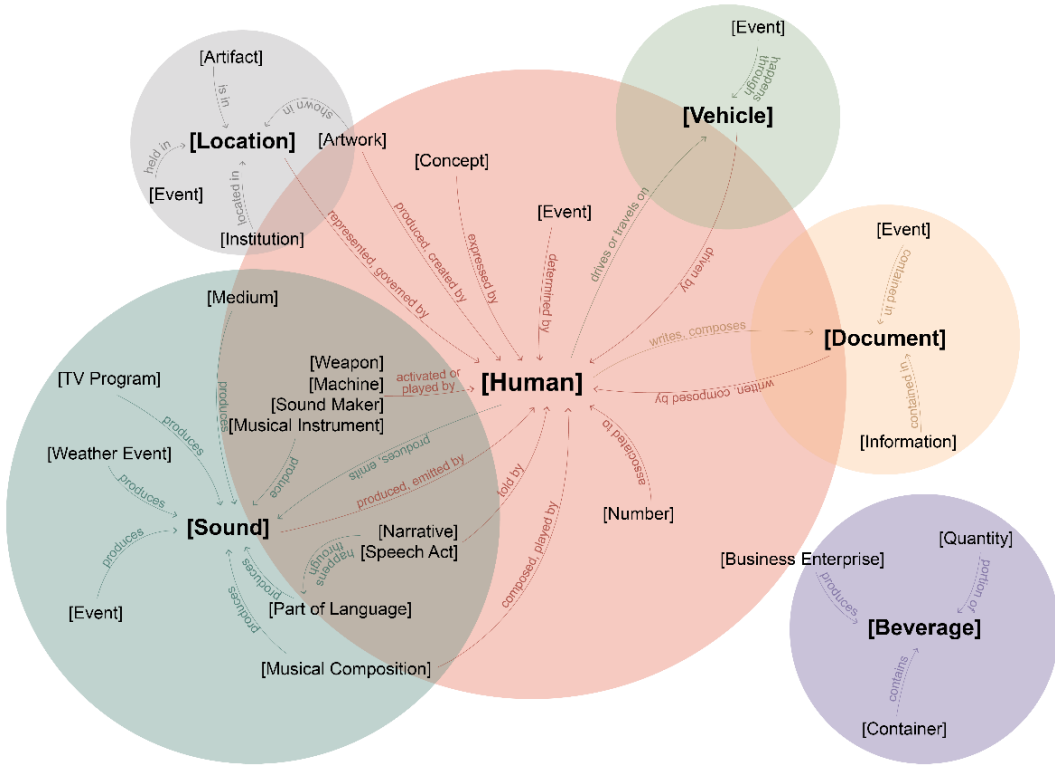 [Event]
happens
through
[Vehicle]
[Artifact]
is in
shown in
[Location]
[Artwork]
held in
[Event]
located in
[Institution]
[Concept]
[Event]
represented, governed by
produced, created by
expressed by
determined by
drives or travels on
driven by
[Event]
contained in
[Document]
writes, composes
written, composed by
contained in
[Information]
[Human]
[Medium]
[Weapon]
[Machine]
[Sound Maker]
[Musical Instrument]
activated or
played by
[TV Program]
produces
produces
[Weather Event]
produces
produce
produces, emits
produced, emitted by
told by
associated to
[Number]
[Sound]
produces
[Event]
[Narrative]
[Speech Act]
happens
through
produces
[Part of Language]
produces
composed, played by
[Musical Composition]
[Business Enterprise]
[Quantity]
produces
portion of
[Beverage]
contains
[Container]